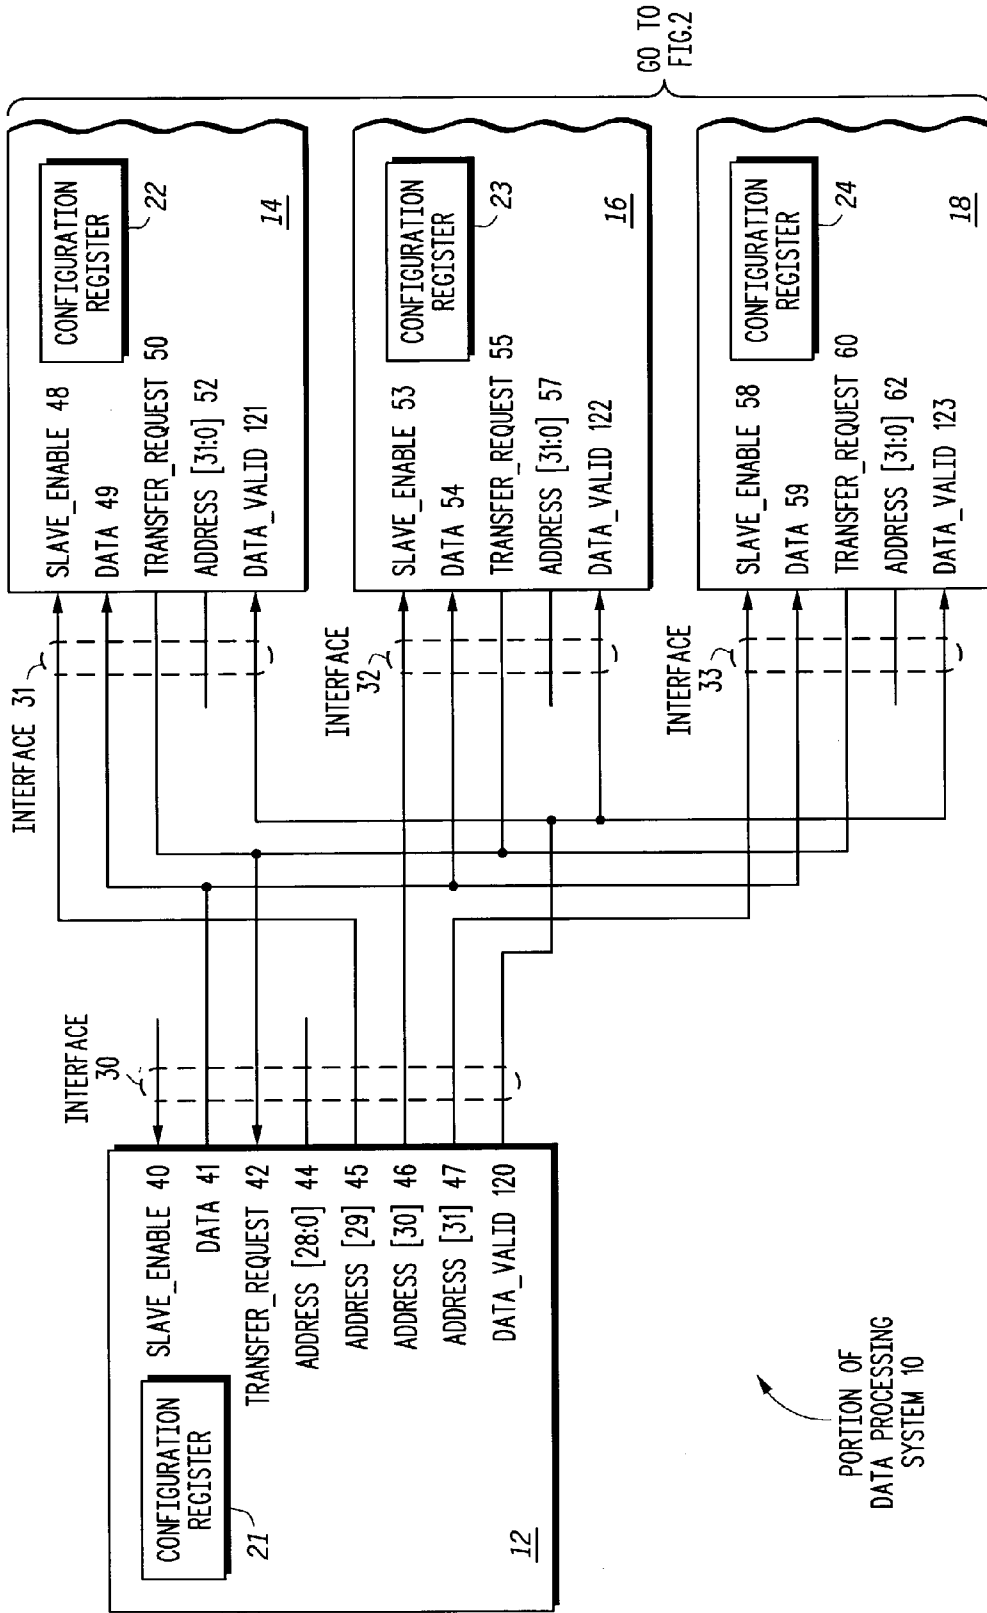 CONFIGURATION
REGISTER
21
12
SLAVE_ENABLE 40
DATA 41
TRANSFER_REQUEST 42
ADDRESS [28:0] 44
ADDRESS [29] 45
ADDRESS [30] 46
ADDRESS [31] 47
DATA_VALID 120
INTERFACE
30
INTERFACE 31
SLAVE_ENABLE 48
DATA 49
TRANSFER_REQUEST 50
ADDRESS [31:0] 52
DATA_VALID 121
CONFIGURATION
REGISTER
22
14
INTERFACE
32
SLAVE_ENABLE 53
DATA 54
TRANSFER_REQUEST 55
ADDRESS [31:0] 57
DATA_VALID 122
CONFIGURATION
REGISTER
23
16
INTERFACE
33
SLAVE_ENABLE 58
DATA 59
TRANSFER_REQUEST 60
ADDRESS [31:0] 62
DATA_VALID 123
CONFIGURATION
REGISTER
24
18
GO TO
FIG.2
PORTION OF
DATA PROCESSING
SYSTEM 10